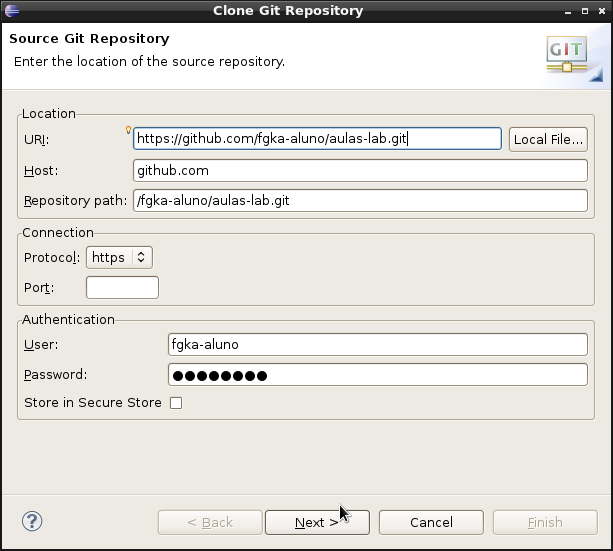 Clone Git Repository
Source Git Repository
Enter the location of the source repository.
GIT
Location
URI: https://github.com/fgka-aluno/aulas-lab.git Local File...
Host: github.com
Repository path: /fgka-aluno/aulas-lab.git
Connection
Protocol: https
Port:
Authentication
User: fgka-aluno
Password: ●●●●●●●●
Store in Secure Store
? < Back Next > Cancel Finish